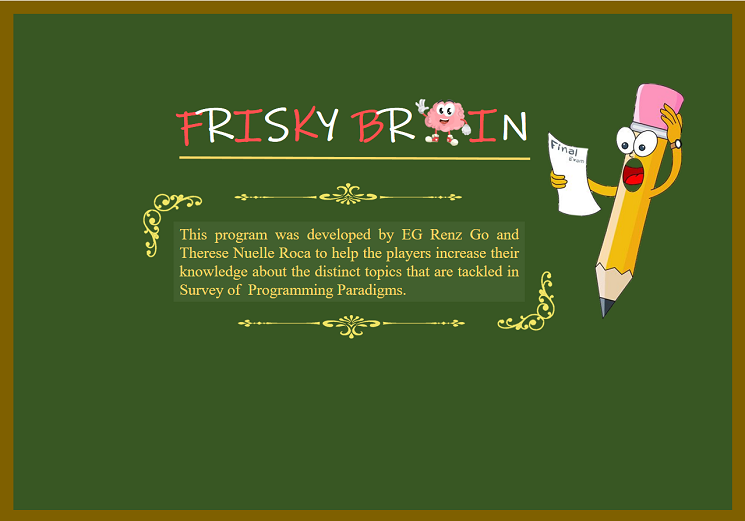 FRISKY BRAIN
Final
Exam
This program was developed by EG Renz Go and
Therese Nuelle Roca to help the players increase their
knowledge about the distinct topics that are tackled in
Survey of Programming Paradigms.